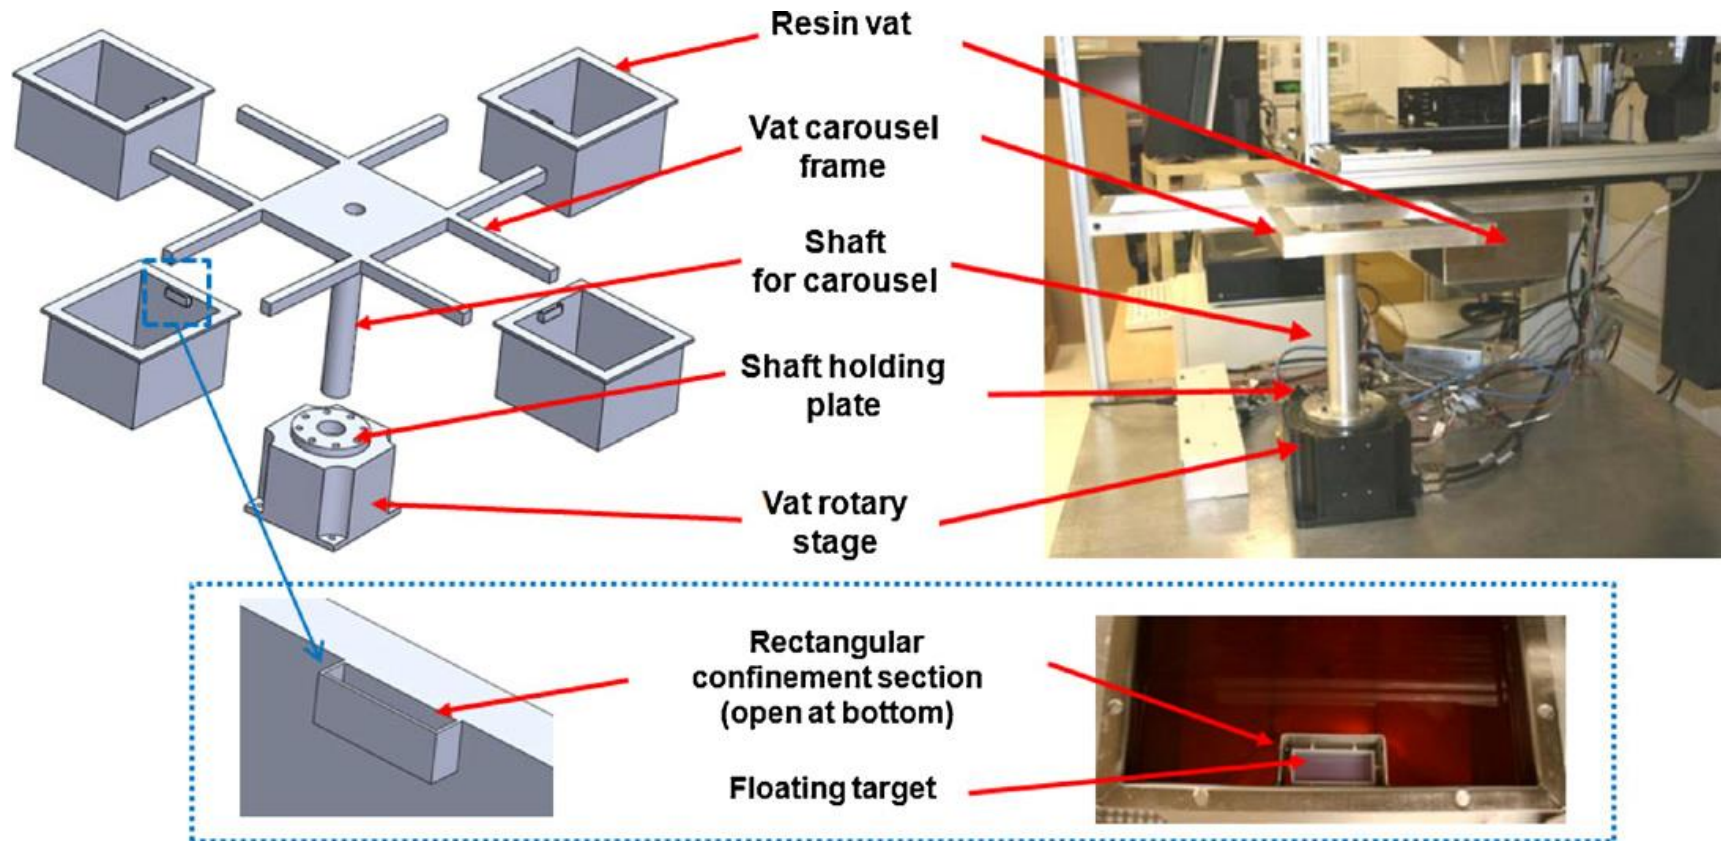 Resin vat
Vat carousel
frame
Shaft
for carousel
Shaft holding
plate
Vat rotary
stage
Rectangular
confinement section
(open at bottom)
Floating target